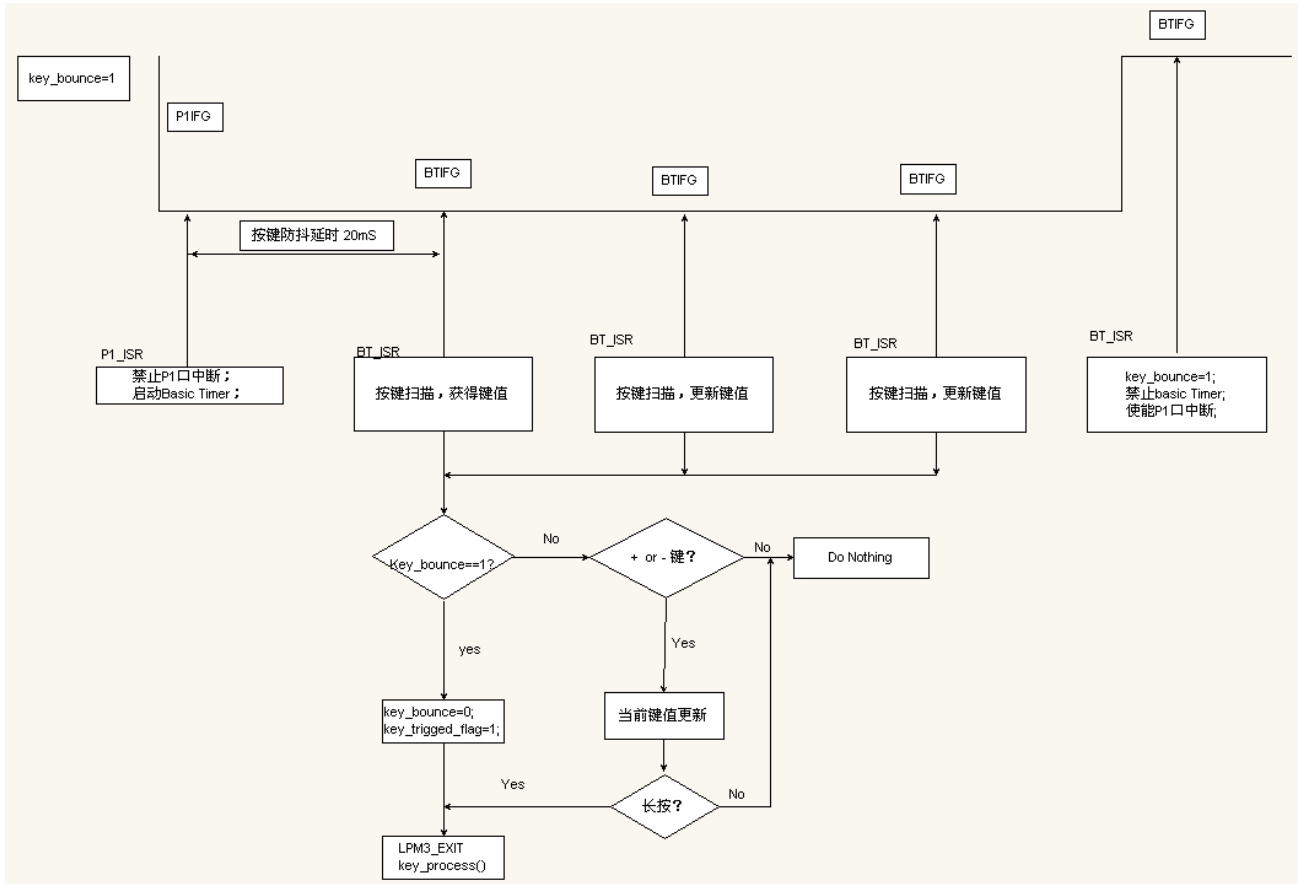 BTIFG
key_bounce=1
P1IFG
BTIFG
BTIFG
BTIFG
按键防抖延时 20mS
P1_ISR
禁止P1口中断；
启动Basic Timer；
BT_ISR
按键扫描，获得键值
BT_ISR
按键扫描，更新键值
BT_ISR
按键扫描，更新键值
BT_ISR
key_bounce=1;
禁止basic Timer;
使能P1口中断;
Key_bounce==1?
No
+ or - 键?
No
Do Nothing
yes
Yes
key_bounce=0;
key_trigged_flag=1;
当前键值更新
Yes
长按?
No
LPM3_EXIT
key_process()